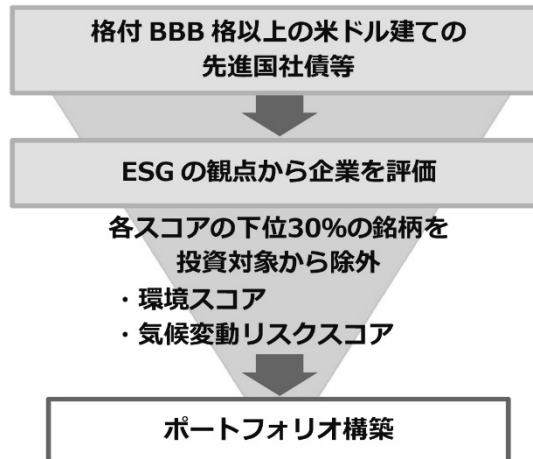 格付 BBB 格以上の米ドル建ての
先進国社債等
ESG の観点から企業を評価
各スコアの下位30%の銘柄を
投資対象から除外
・環境スコア
・気候変動リスクスコア
ポートフォリオ構築